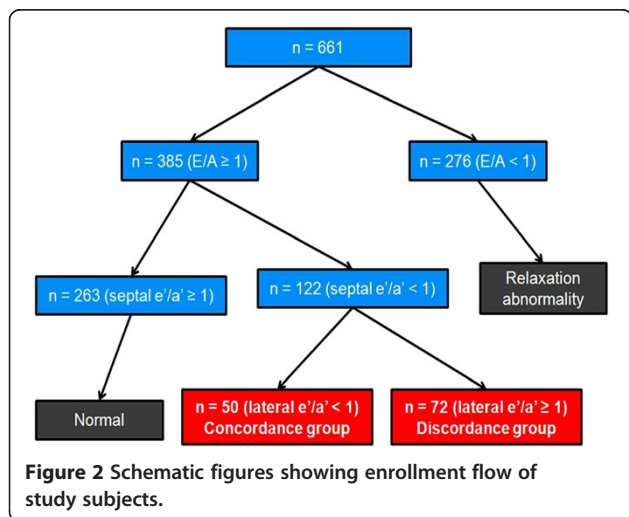 n = 661
n = 385 (E/A ≥ 1)
n = 276 (E/A < 1)
n = 263 (septal e'/a' ≥ 1)
n = 122 (septal e'/a' < 1)
Relaxation
abnormality
Normal
n = 50 (lateral e'/a' < 1)
Concordance group
n = 72 (lateral e'/a' ≥ 1)
Discordance group
Figure 2 Schematic figures showing enrollment flow of
study subjects.